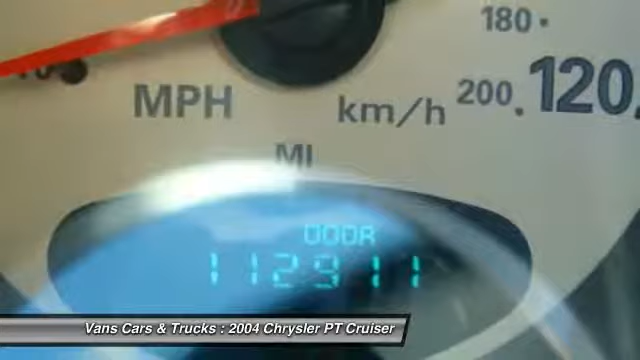 180
MPH km/h 200 120
MI
DOOR
112911
Vans Cars & Trucks : 2004 Chrysler PT Cruiser